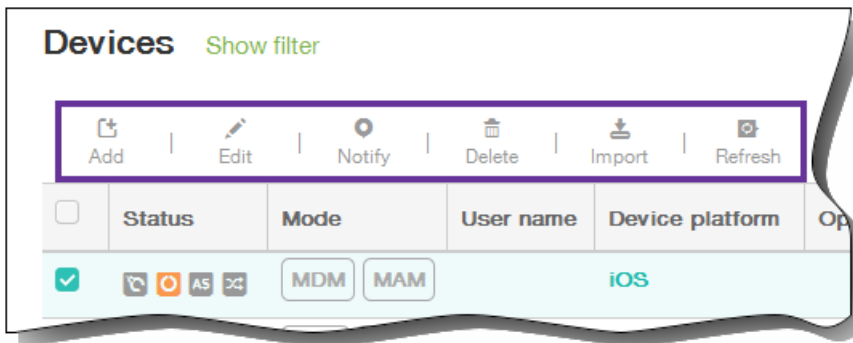 Devices Show filter
Add | Edit | Notify | Delete | Import | Refresh
Status Mode User name Device platform Op
AS MDM MAM iOS